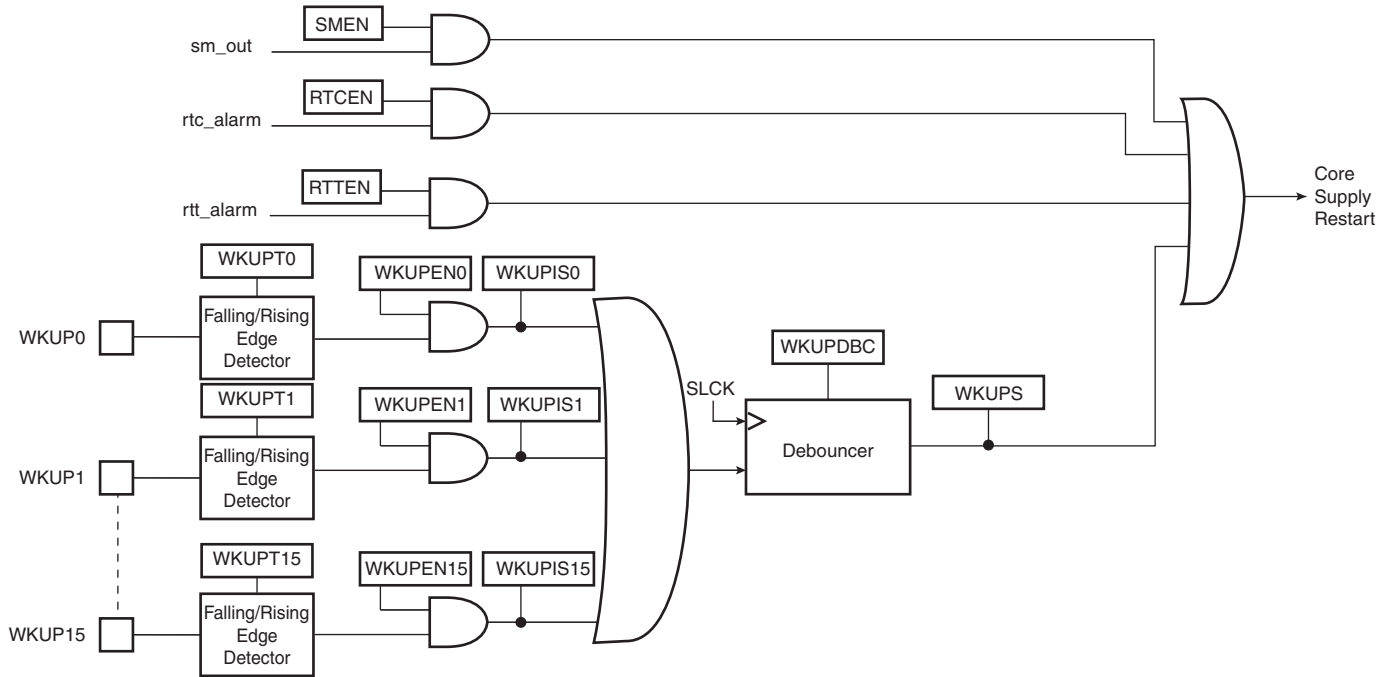 SMEN
sm_out
RTCEN
rtc_alarm
RTTEN
rtt_alarm
Core
Supply
Restart
WKUPT0
WKUPEN0
WKUPIS0
WKUP0
Falling/Rising
Edge
Detector
WKUPDBC
SLCK
WKUPT1
WKUPEN1
WKUPIS1
WKUPS
Debouncer
WKUP1
Falling/Rising
Edge
Detector
WKUPT15
WKUPEN15
WKUPIS15
WKUP15
Falling/Rising
Edge
Detector